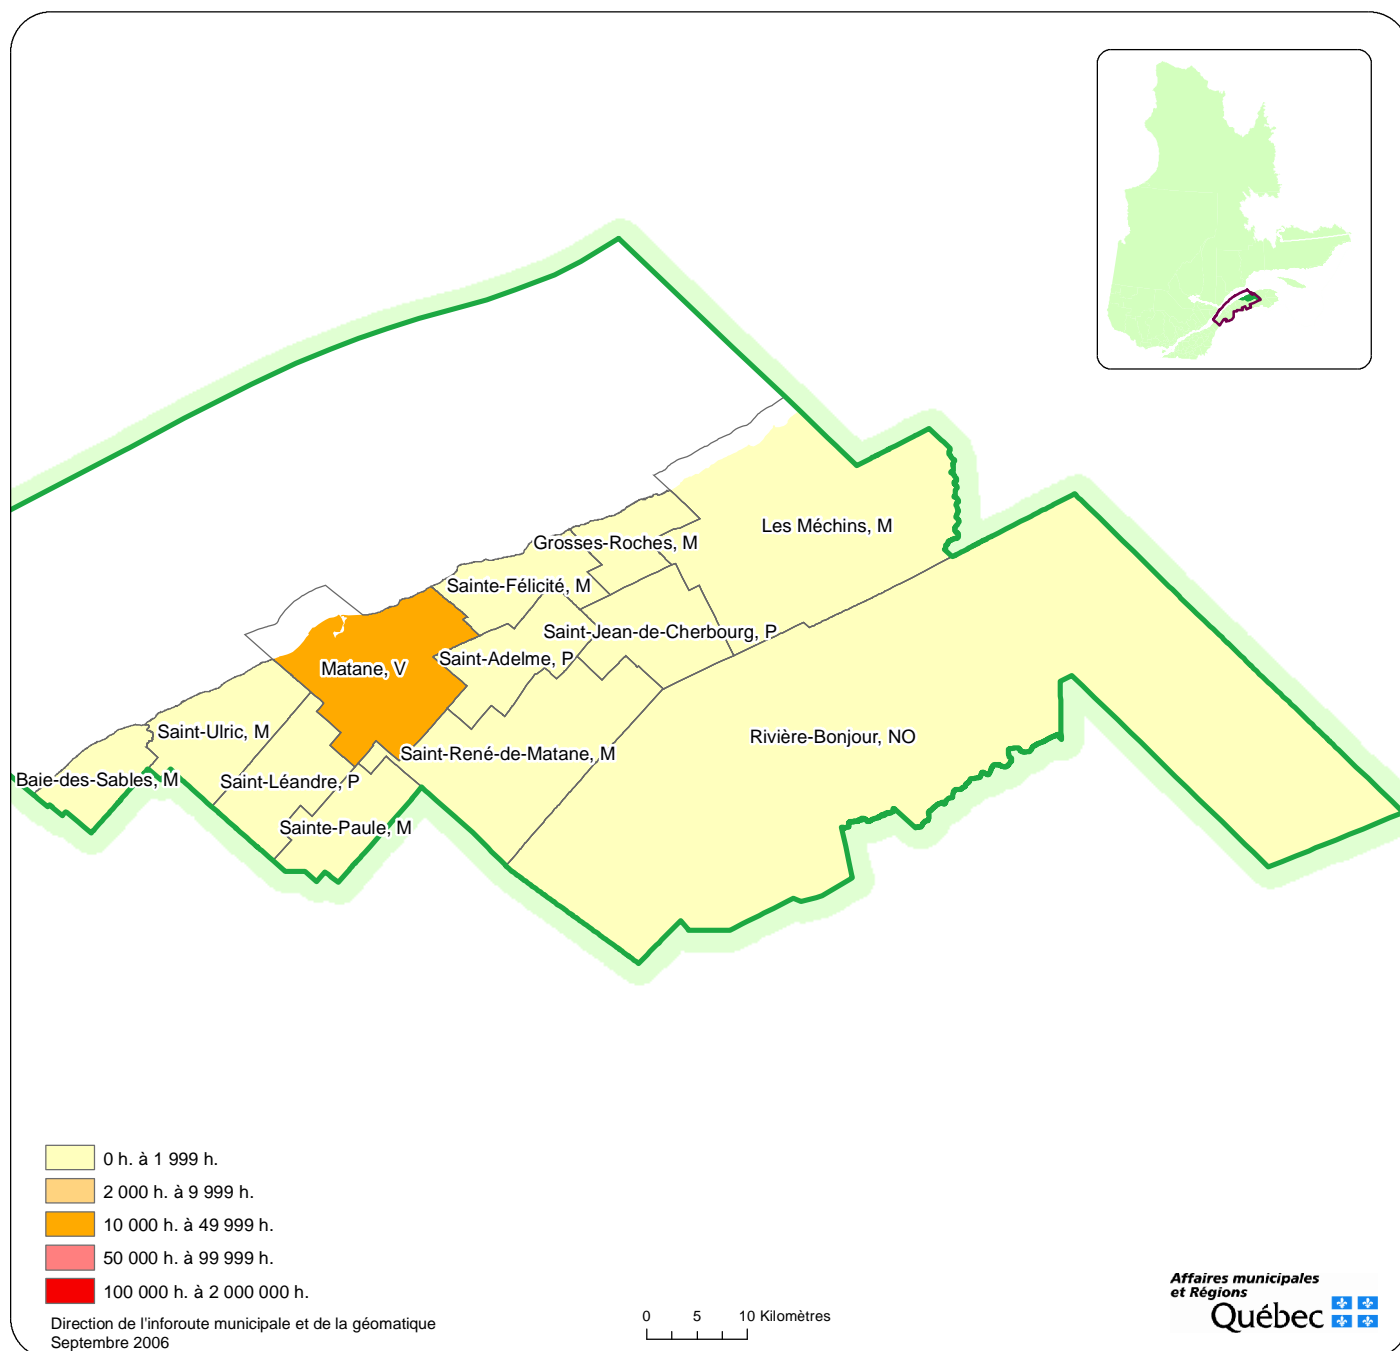 Les Méchins, M
Grosses-Roches, M
Sainte-Félicité, M
Saint-Jean-de-Cherbourg, P
Saint-Adelme, P
Matane, V
Saint-Ulric, M
Rivière-Bonjour, NO
Saint-René-de-Matane, M
Baie-des-Sables, M
Saint-Léandre, P
Sainte-Paule, M
0 h. à 1 999 h.
2 000 h. à 9 999 h.
10 000 h. à 49 999 h.
50 000 h. à 99 999 h.
100 000 h. à 2 000 000 h.
Direction de l'inforoute municipale et de la géomatique
Septembre 2006
0 5 10 Kilomètres
Affaires municipales
et Régions
Québec